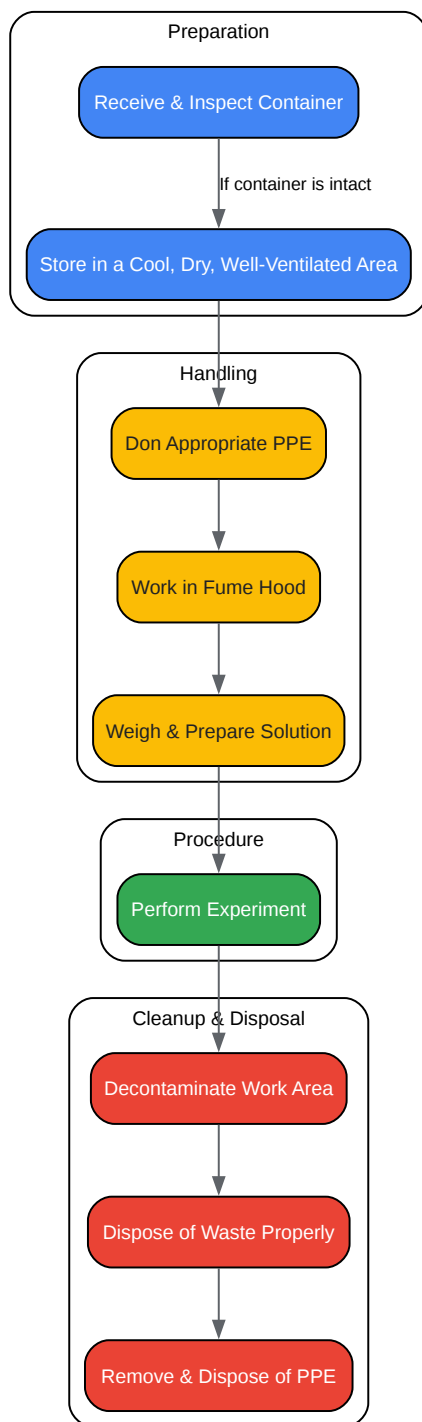 Preparation
Receive & Inspect Container
If container is intact
Store in a Cool, Dry, Well-Ventilated Area
Handling
Don Appropriate PPE
Work in Fume Hood
Weigh & Prepare Solution
Procedure
Perform Experiment
Cleanup & Disposal
Decontaminate Work Area
Dispose of Waste Properly
Remove & Dispose of PPE